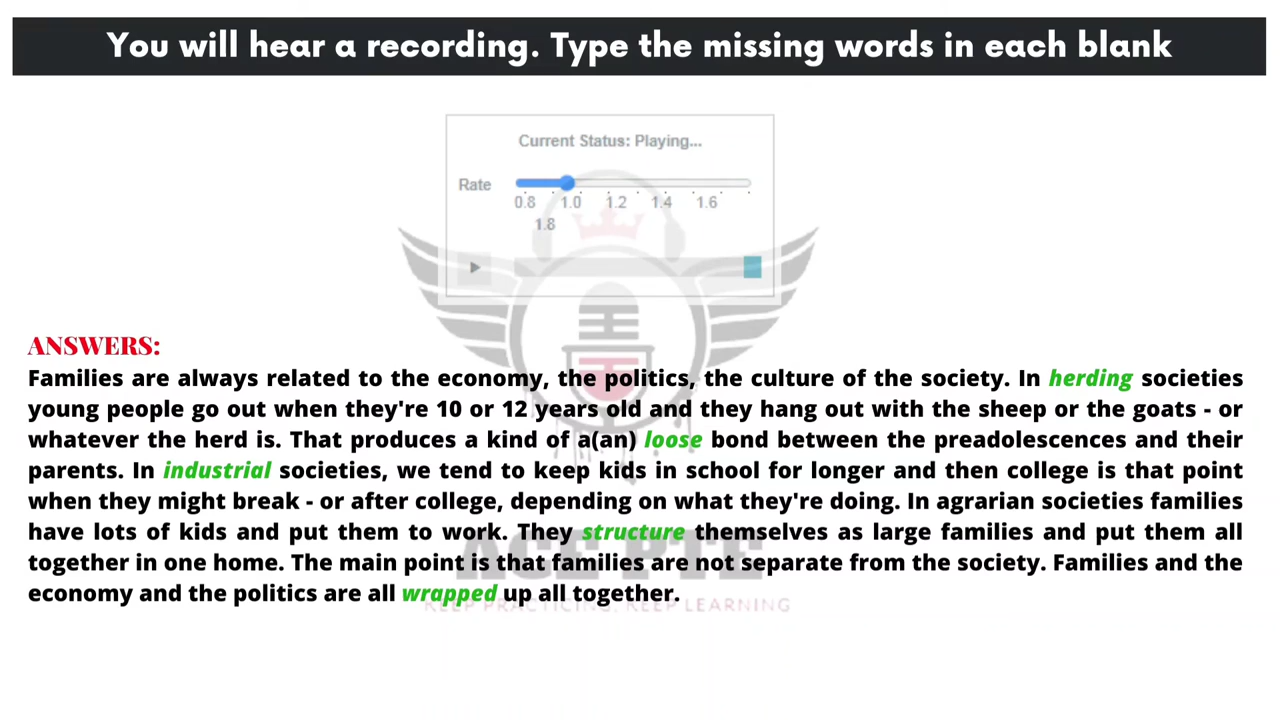 You will hear a recording. Type the missing words in each blank
Current Status: Playing...
Rate
0.8 1.0 1.2 1.4 1.6
1.8
ANSWERS:
Families are always related to the economy, the politics, the culture of the society. In herding societies
young people go out when they're 10 or 12 years old and they hang out with the sheep or the goats - or
whatever the herd is. That produces a kind of a(an) loose bond between the preadolescences and their
parents. In industrial societies, we tend to keep kids in school for longer and then college is that point
when they might break - or after college, depending on what they're doing. In agrarian societies families
have lots of kids and put them to work. They structure themselves as large families and put them all
together in one home. The main point is that families are not separate from the society. Families and the
economy and the politics are all wrapped up all together.
ACE PTE
KEEP PRACTICING, KEEP LEARNING